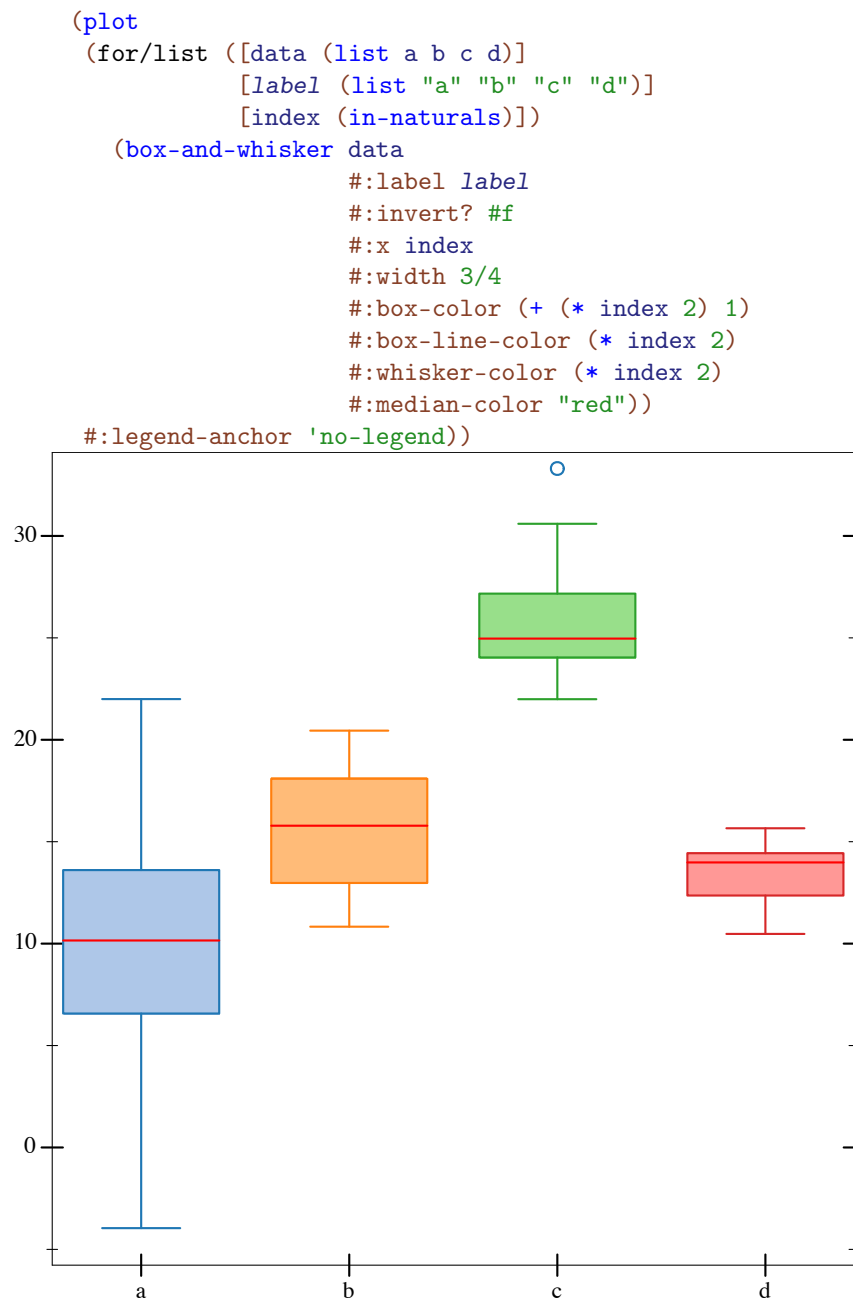 (plot
 (for/list ([data (list a b c d)]
            [label (list "a" "b" "c" "d")]
            [index (in-naturals)])
   (box-and-whisker data
                    #:label label
                    #:invert? #f
                    #:x index
                    #:width 3/4
                    #:box-color (+ (* index 2) 1)
                    #:box-line-color (* index 2)
                    #:whisker-color (* index 2)
                    #:median-color "red"))
 #:legend-anchor 'no-legend))
30
20
10
0
a b c d